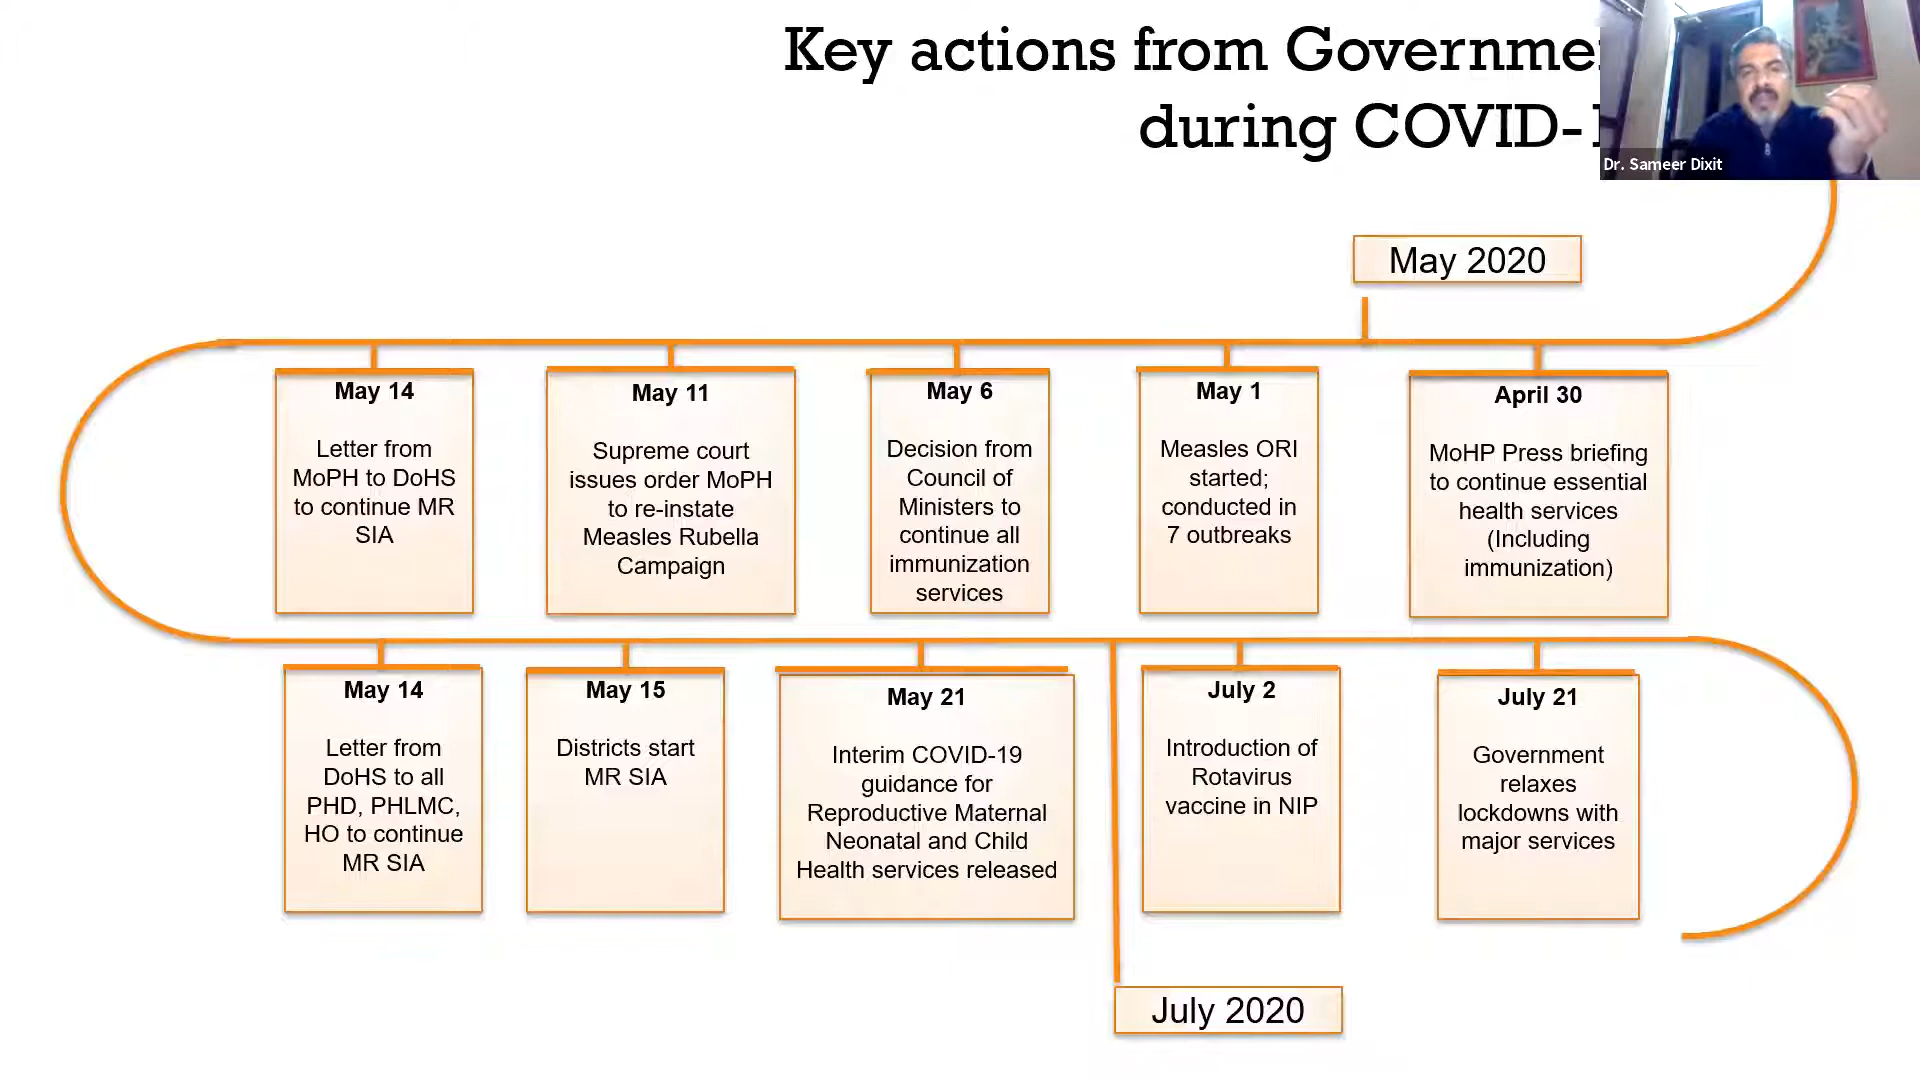 Key actions from
during COVID-
Dr. Sameer Dixit
May 2020
May 14
Letter from
MoPH to DoHS
to continue MR
SIA
May 11
Supreme court
issues order MoPH
to re-instate
Measles Rubella
Campaign
May 6
Decision from
Council of
Ministers to
continue all
immunization
services
May 1
Measles ORI
started;
conducted in
7 outbreaks
April 30
MoHP Press briefing
to continue essential
health services
(Including
immunization)
May 14
Letter from
DoHS to all
PHD, PHLMC,
HO to continue
MR SIA
May 15
Districts start
MR SIA
May 21
Interim COVID-19
guidance for
Reproductive Maternal
Neonatal and Child
Health services released
July 2
Introduction of
Rotavirus
vaccine in NIP
July 21
Government
relaxes
lockdowns with
major services
July 2020